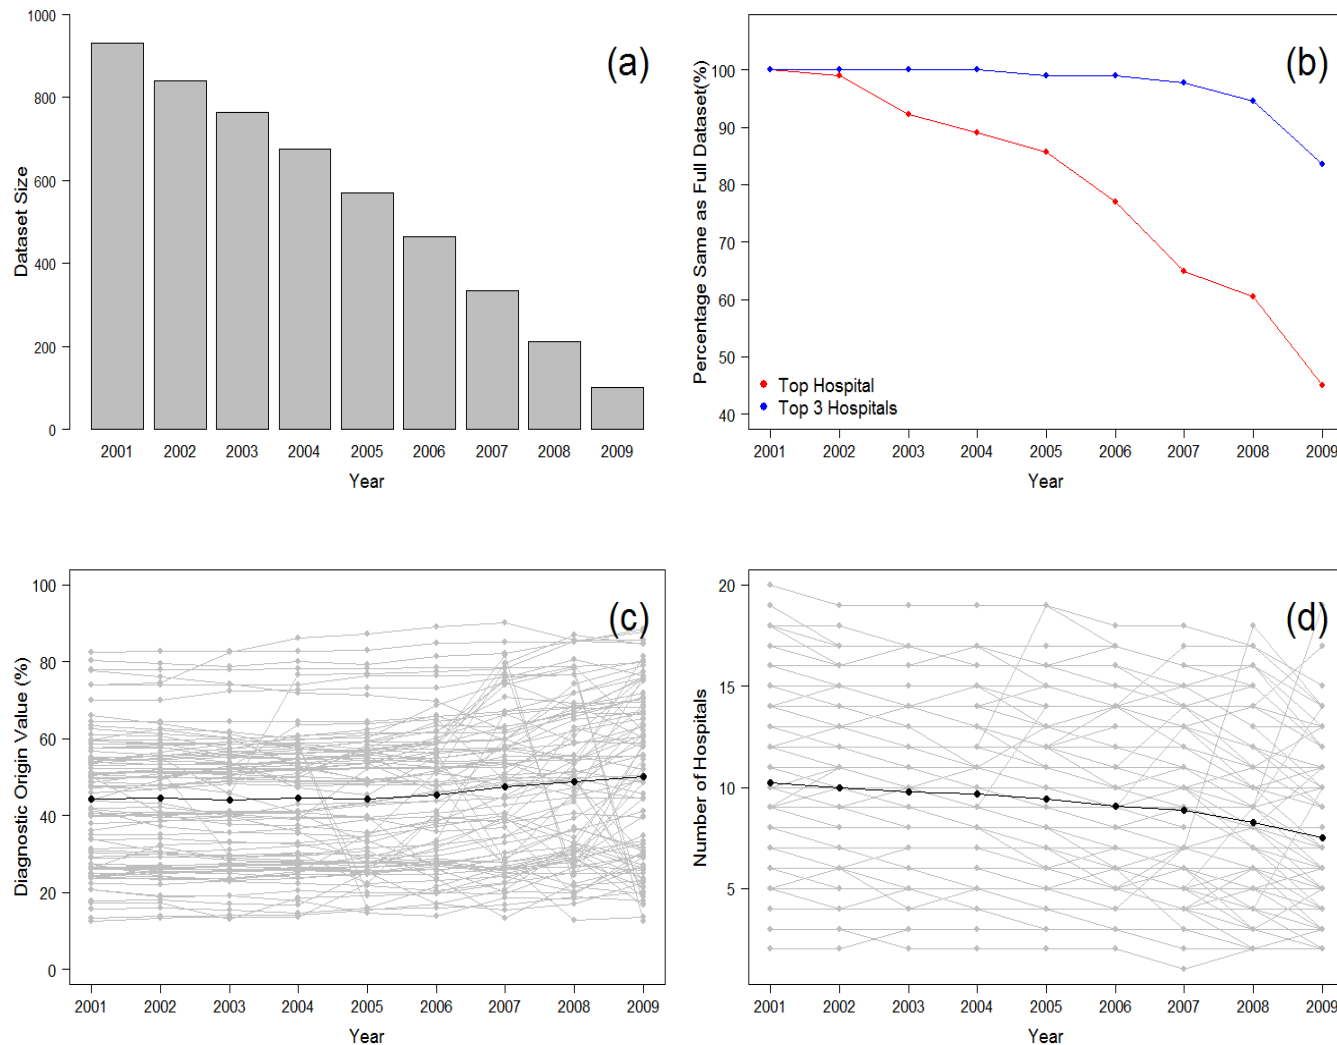 (a)
Dataset Size
1000
800
600
400
200
0
2001 2002 2003 2004 2005 2006 2007 2008 2009
Year
(b)
Percentage Same as Full Dataset(%)
100
90
80
70
60
50
40
Top Hospital
Top 3 Hospitals
2001 2002 2003 2004 2005 2006 2007 2008 2009
Year
(c)
Diagnostic Origin Value (%)
100
80
60
40
20
0
2001 2002 2003 2004 2005 2006 2007 2008 2009
Year
(d)
Number of Hospitals
20
15
10
5
2001 2002 2003 2004 2005 2006 2007 2008 2009
Year